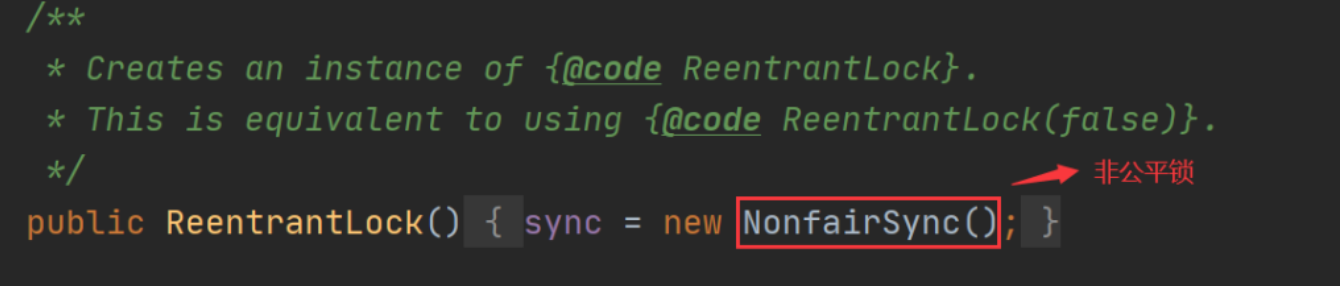 /**
* Creates an instance of {@code ReentrantLock}.
* This is equivalent to using {@code ReentrantLock(false)}.
*/
非公平锁
public ReentrantLock() { sync = new NonfairSync(); }